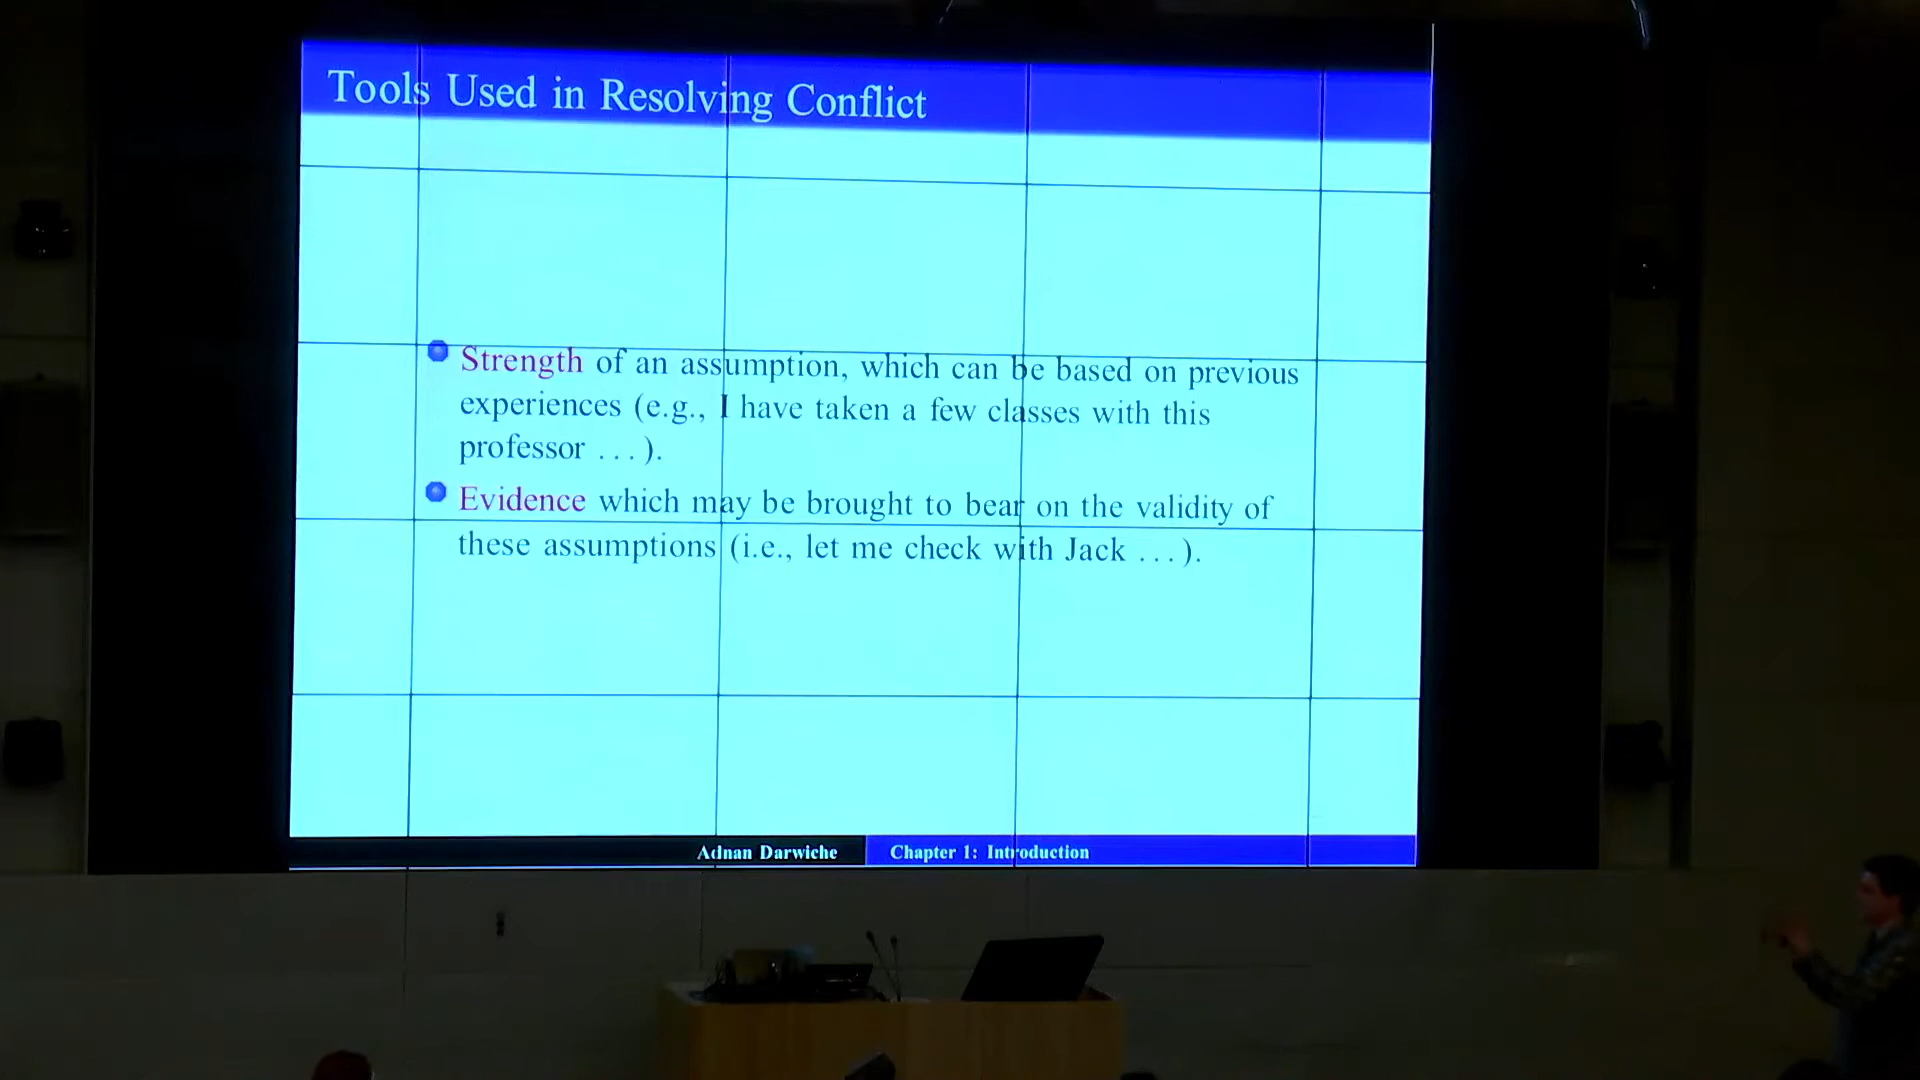 Tools Used in Resolving Conflict
Strength of an assumption, which can be based on previous
experiences (e.g., I have taken a few classes with this
professor ...).
Evidence which may be brought to bear on the validity of
these assumptions (i.e., let me check with Jack ...).
Adnan Darwiche Chapter 1: Introduction